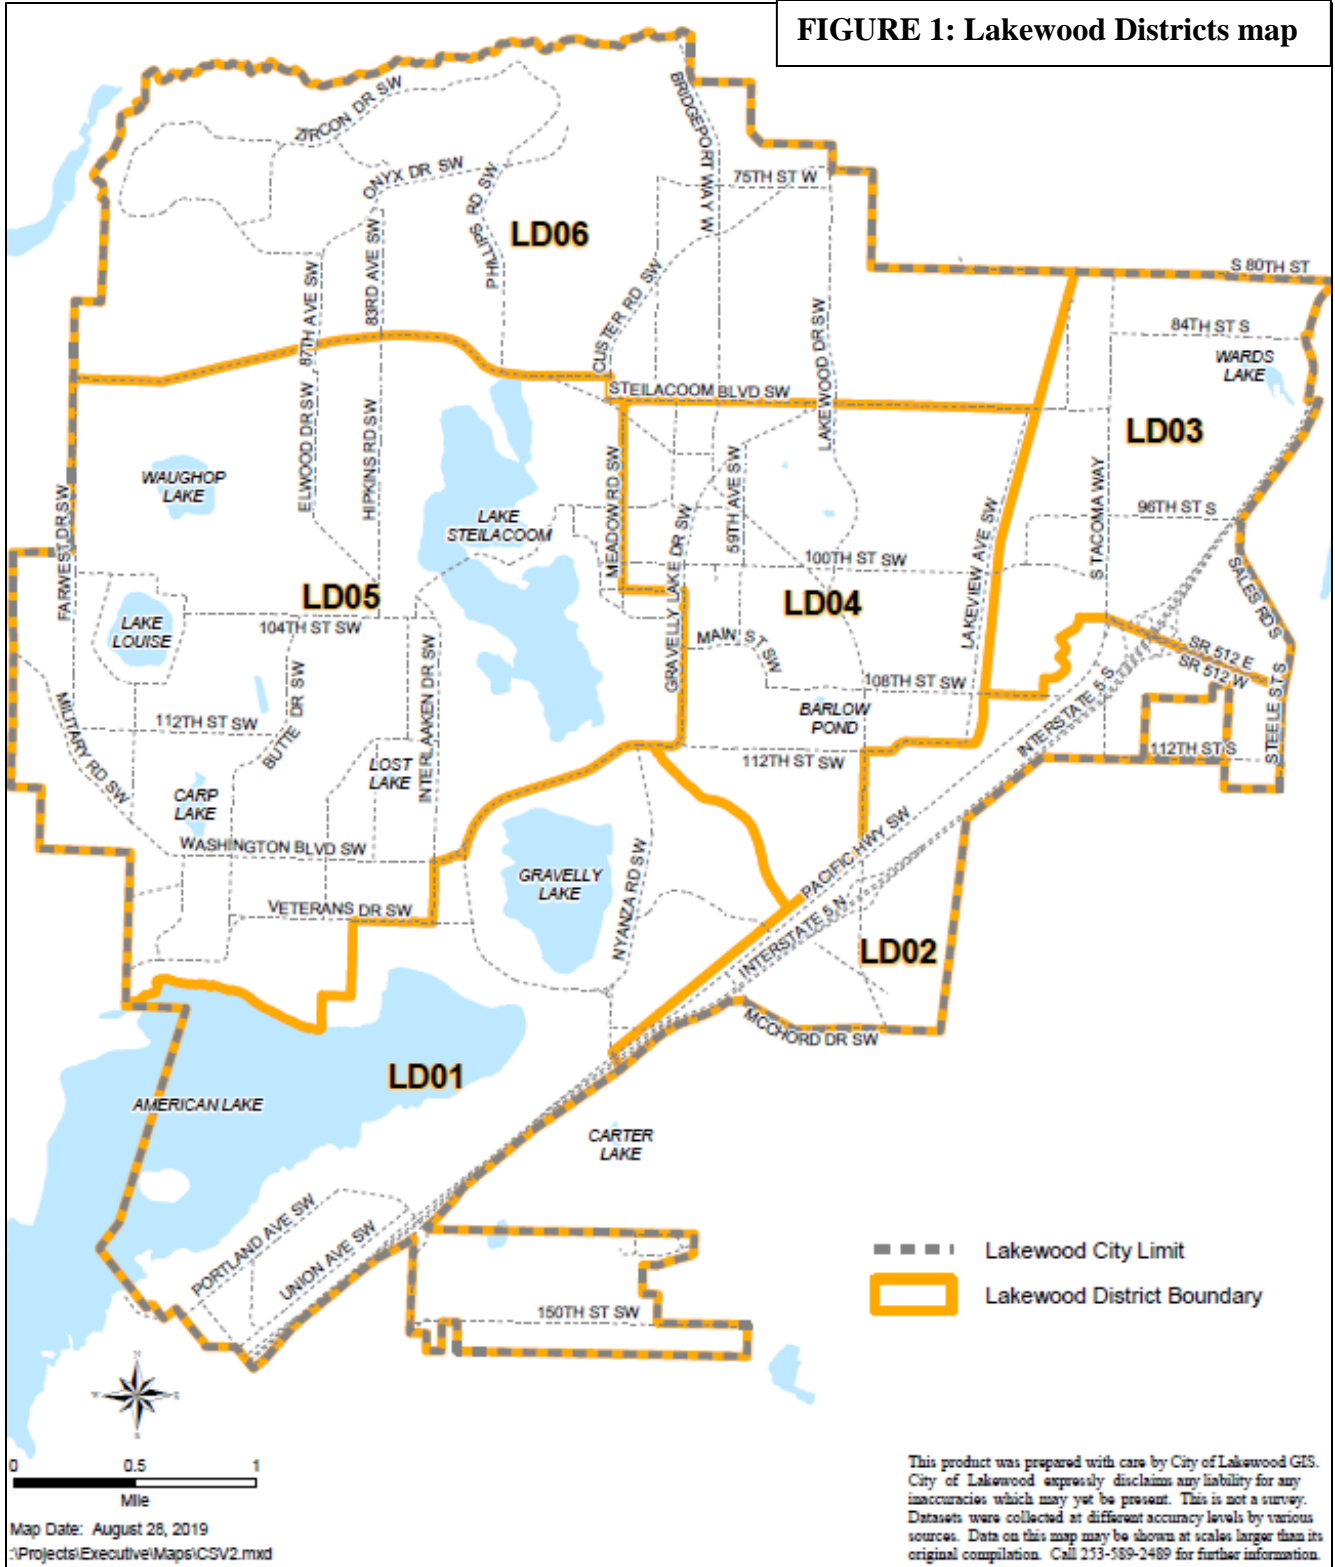 FIGURE 1: Lakewood Districts map
ZIRCON DR SW
BRIDGEPORT WAY W
ONYX DR SW
PHILLIPS RD SW
75TH ST W
LD06
83RD AVE SW
87TH AVE SW
CUSTER RD SW
LAKEWOOD DR SW
S 80TH ST
84TH ST S
WARDS
LAKE
STEILACOOM BLVD SW
ELWOOD DR SW
HIPKINS RD SW
LD03
WAUGHOP
LAKE
FARWEST DR SW
LAKE
STEILACOOM
MEADOW RD SW
GRAVELLY LAKE DR SW
59TH AVE SW
LAKEVIEW AVE SW
S TACOMA WAY
96TH ST S
100TH ST SW
SALES RD S
LD05
LD04
LAKE
LOUISE
104TH ST SW
MAIN ST SW
SR 512 E
SR 512 W
STEELE ST S
108TH ST SW
INTERLAAKEN DR SW
BUTTE DR SW
MILITARY RD SW
112TH ST SW
BARLOW
POND
INTERSTATE 5 S
112TH ST S
112TH ST SW
LOST
LAKE
CARP
LAKE
WASHINGTON BLVD SW
GRAVELLY
LAKE
NYANZA RD SW
PACIFIC HWY SW
VETERANS DR SW
INTERSTATE 5 N
LD02
MCCHORD DR SW
LD01
AMERICAN LAKE
CARTER
LAKE
PORTLAND AVE SW
UNION AVE SW
150TH ST SW
Lakewood City Limit
Lakewood District Boundary
N
W
E
S
0 0.5 1
Mile
Map Date: August 28, 2019
:\Projects\Executive\Maps\CSV2.mxd
This product was prepared with care by City of Lakewood GIS.
City of Lakewood expressly disclaims any liability for any
inaccuracies which may yet be present. This is not a survey.
Datasets were collected at different accuracy levels by various
sources. Data on this map may be shown at scales larger than its
original compilation. Call 253-589-2489 for further information.